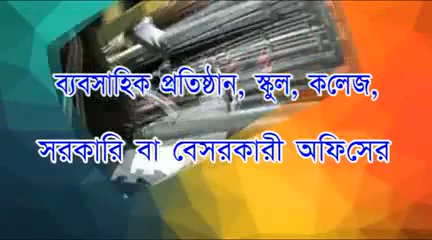 ব্যবসাহিক প্রতিষ্ঠান, স্কুল, কলেজ,
সরকারি বা বেসরকারী অফিসের